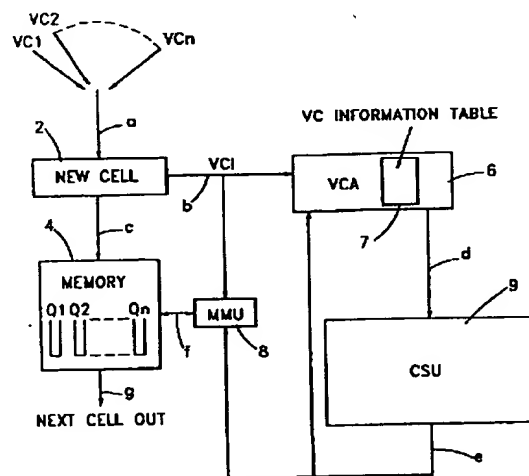 VC2
VC1
VCn
a
2
NEW CELL
VCI
b
VC INFORMATION TABLE
VCA
6
7
c
d
4
MEMORY
Q1 Q2 Qn
f
MMU
8
9
CSU
g
NEXT CELL OUT
e